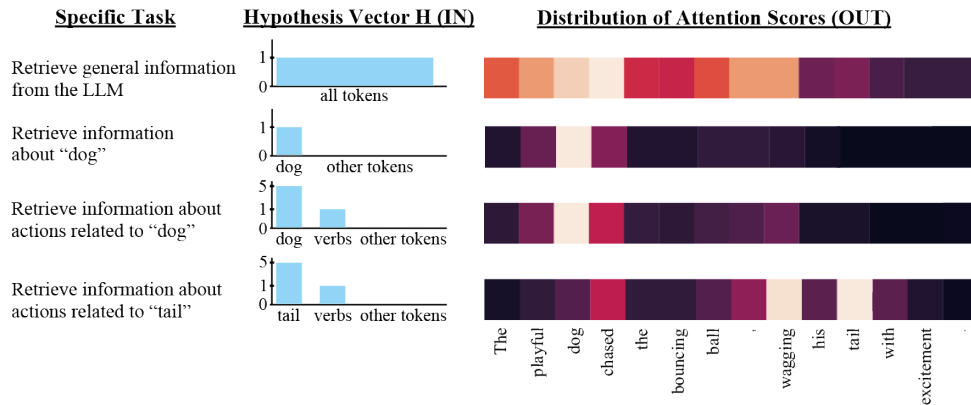 Specific Task
Hypothesis Vector H (IN)
Distribution of Attention Scores (OUT)
Retrieve general information
from the LLM
1
0
all tokens
Retrieve information
about “dog”
1
0
dog other tokens
Retrieve information about
actions related to “dog”
5
1
0
dog verbs other tokens
Retrieve information about
actions related to “tail”
5
1
0
tail verbs other tokens
The
playful
dog
chased
the
bouncing
ball
,
wagging
his
tail
with
excitement
.